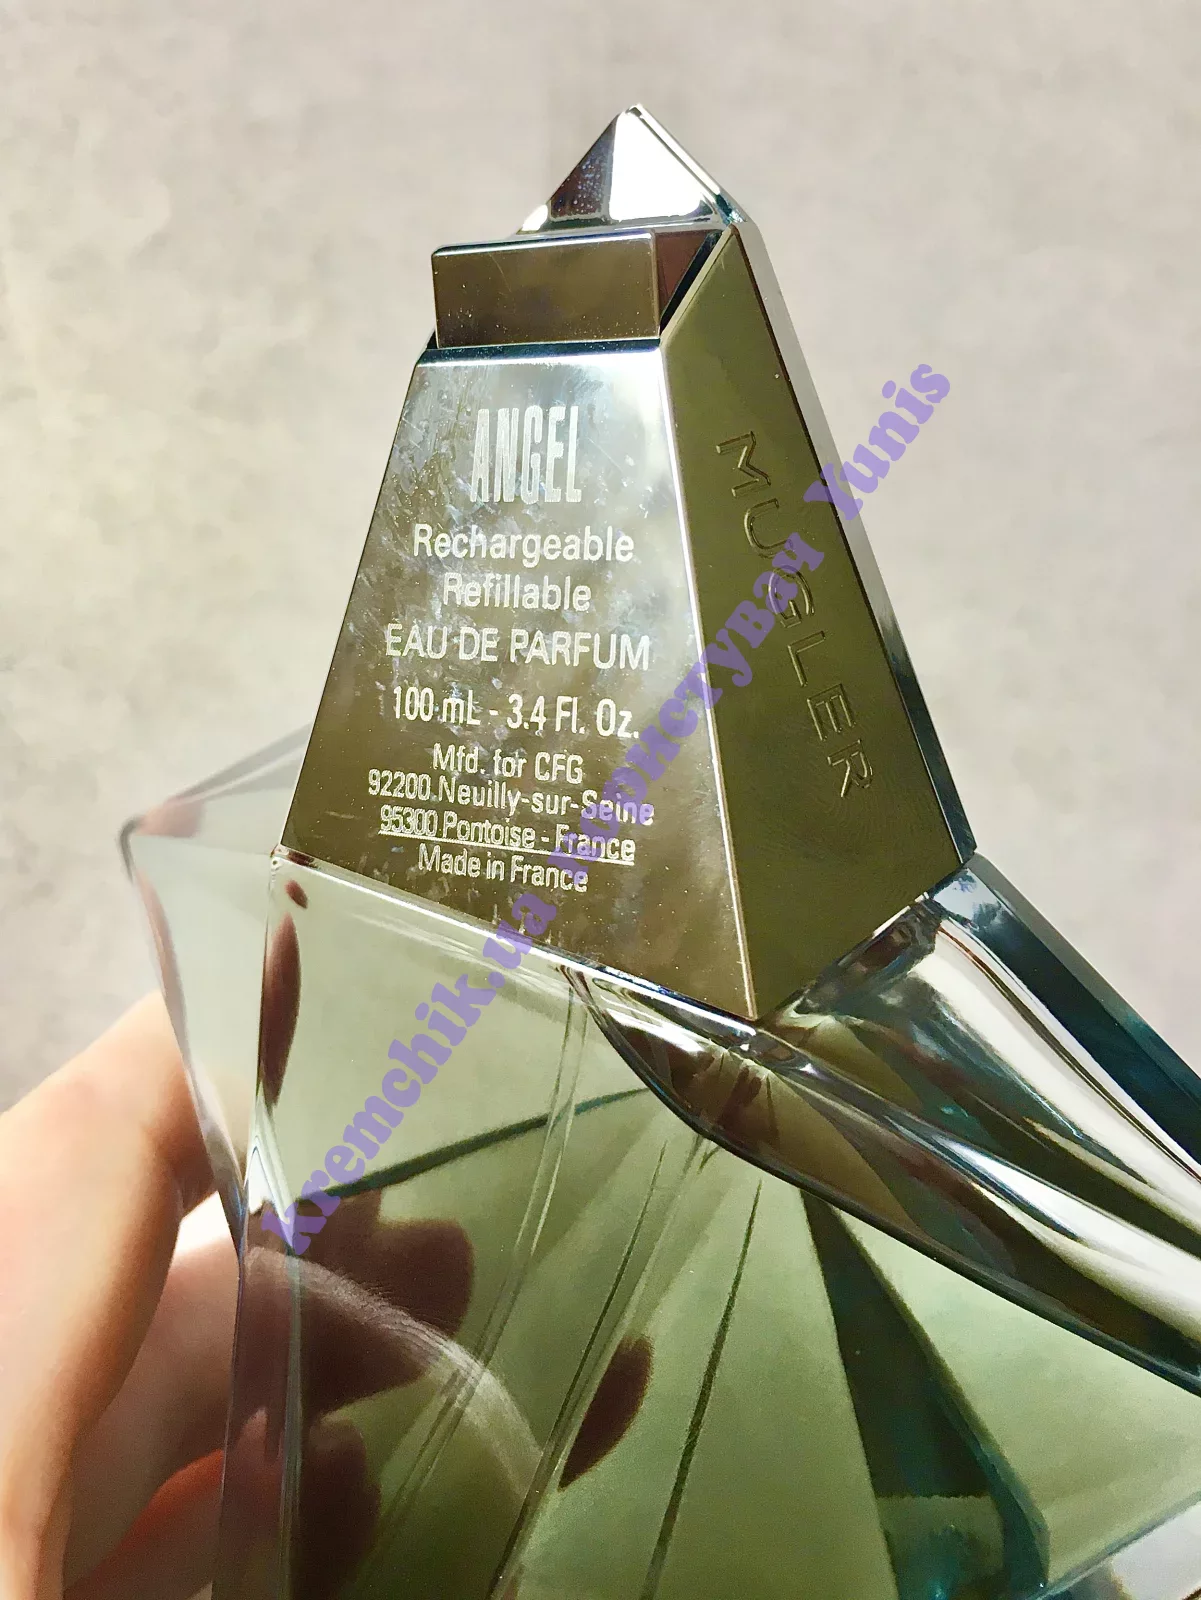 ANGEL
Rechargeable
Refillable
EAU DE PARFUM
100 mL - 3.4 Fl. Oz.
Mfd. for CFG
92200 Neuilly-sur-Seine
95300 Pontoise - France
Made in France
MUGLER
kremchik.ua користувач Yunis